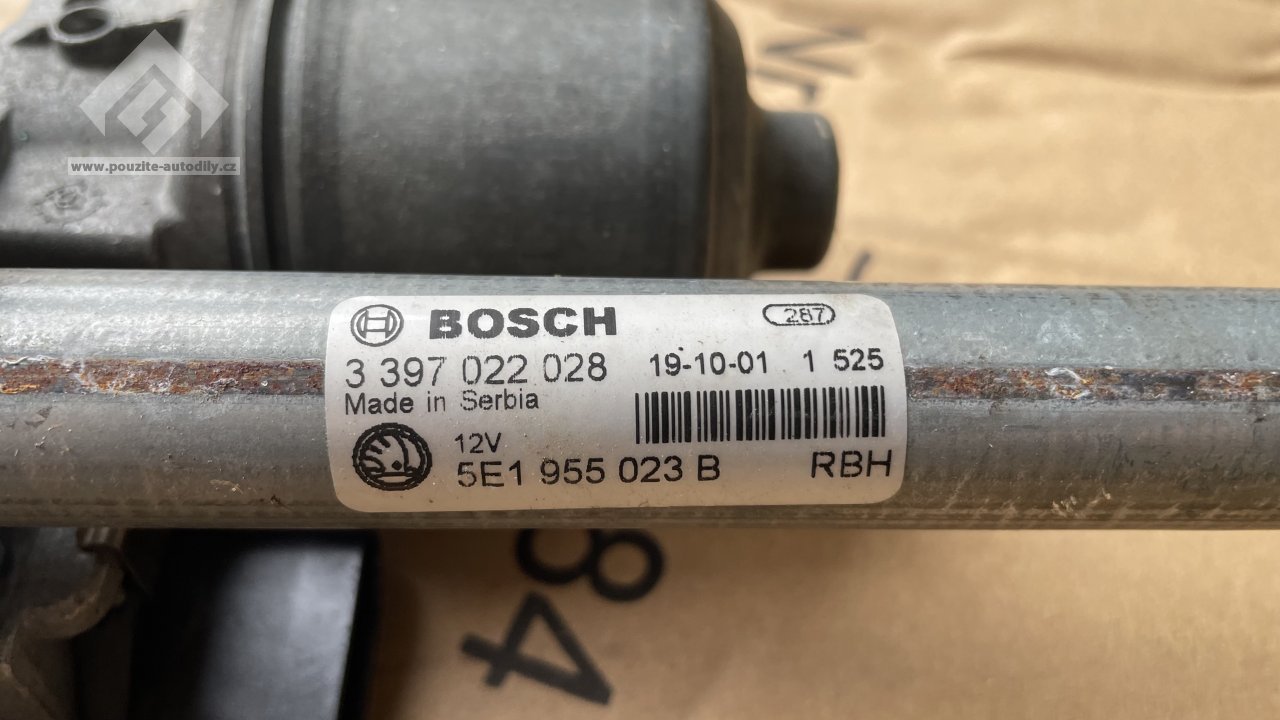 www.pouzite-autodily.cz
BOSCH
287
3 397 022 028
19-10-01 1 525
Made in Serbia
12V
5E1 955 023 B
RBH
84